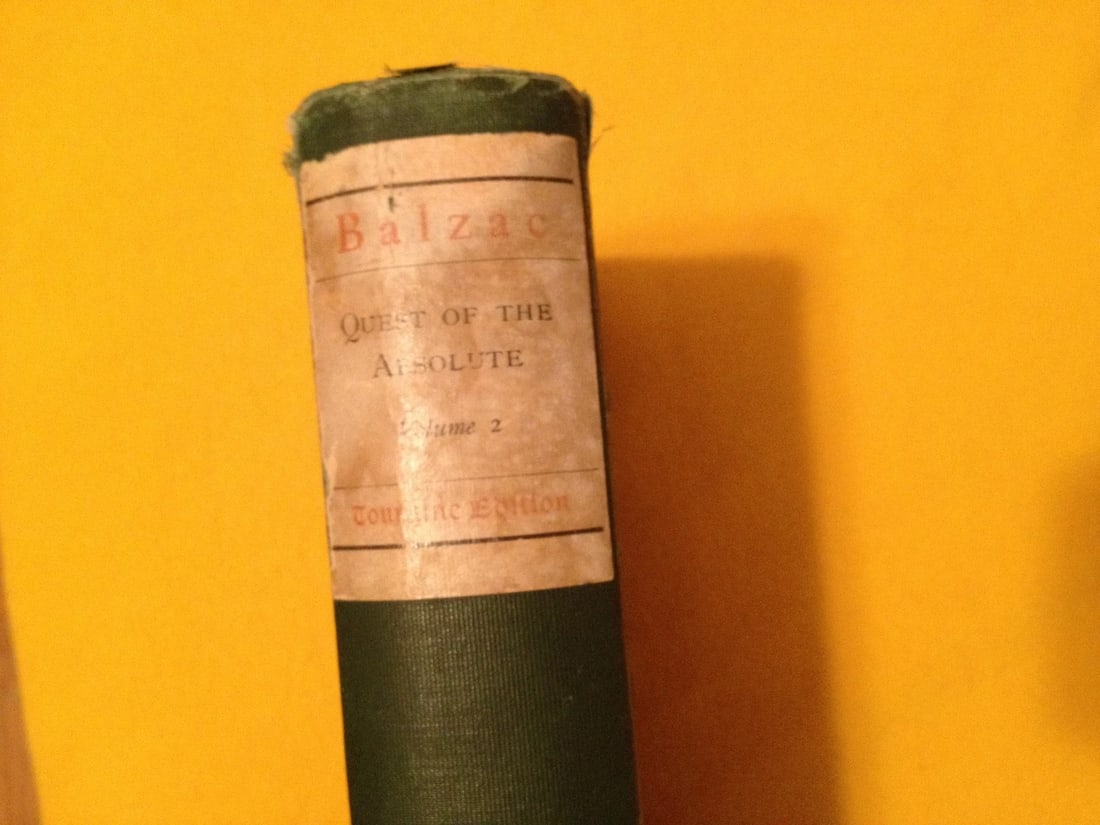 Balzac
QUEST OF THE
ABSOLUTE
Volume 2
Touraine Edition